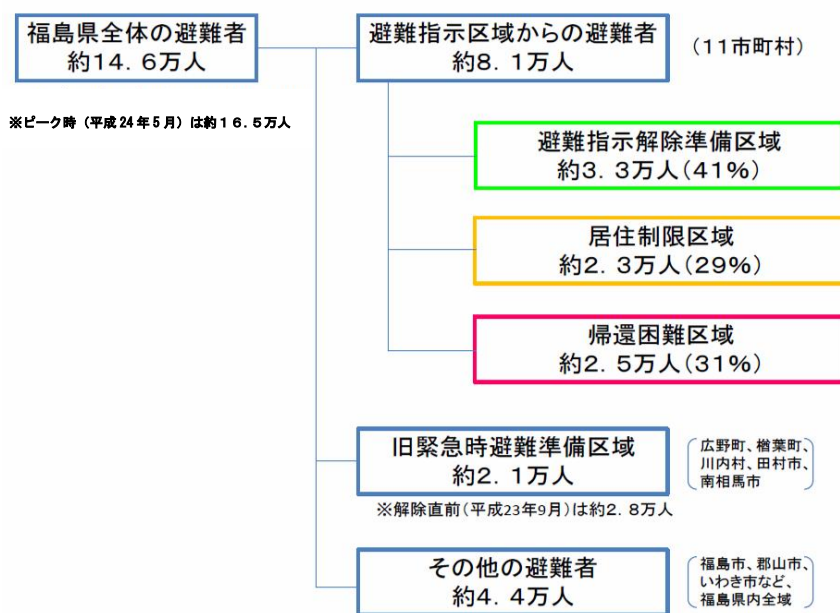 福島県全体の避難者
約14.6万人
※ピーク時（平成24年5月）は約16.5万人
避難指示区域からの避難者
約8.1万人
（11市町村）
避難指示解除準備区域
約3.3万人(41%)
居住制限区域
約2.3万人(29%)
帰還困難区域
約2.5万人(31%)
旧緊急時避難準備区域
約2.1万人
広野町、楢葉町、
川内村、田村市、
南相馬市
※解除直前(平成23年9月)は約2.8万人
その他の避難者
約4.4万人
福島市、郡山市、
いわき市など、
福島県内全域